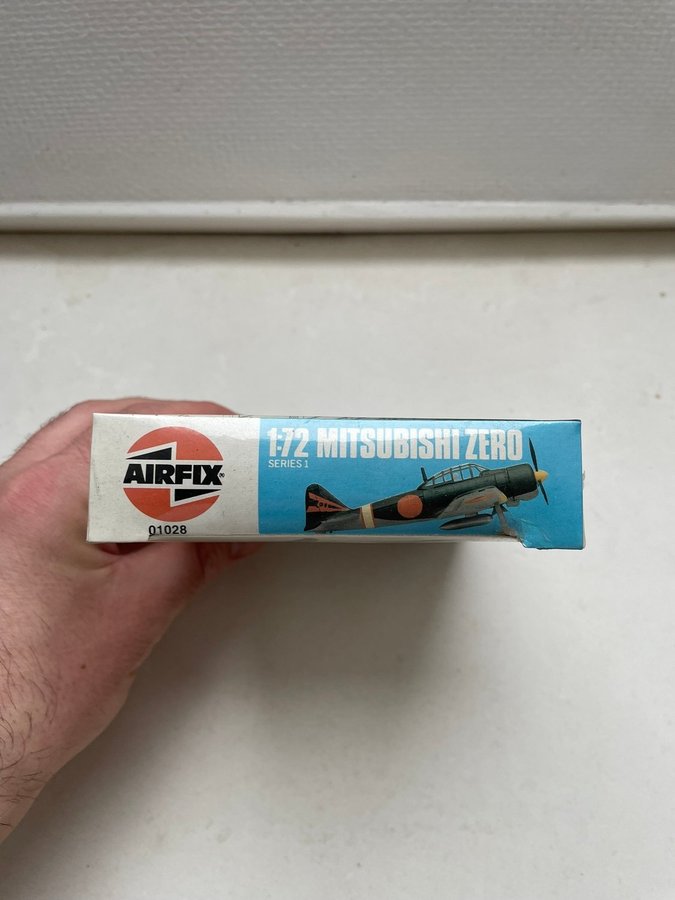 AIRFIX®
01028
1:72 MITSUBISHI ZERO
SERIES 1